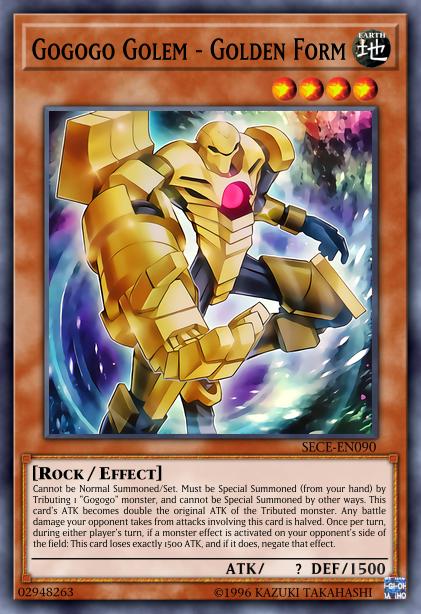 Gogogo Golem - Golden Form
EARTH
地
SECE-EN090
[Rock / Effect]
Cannot be Normal Summoned/Set. Must be Special Summoned (from your hand) by
Tributing 1 "Gogogo" monster, and cannot be Special Summoned by other ways. This
card's ATK becomes double the original ATK of the Tributed monster. Any battle
damage your opponent takes from attacks involving this card is halved. Once per turn,
during either player's turn, if a monster effect is activated on your opponent's side of
the field: This card loses exactly 1500 ATK, and if it does, negate that effect.
ATK/ ? DEF/1500
02948263
©1996 KAZUKI TAKAHASHI